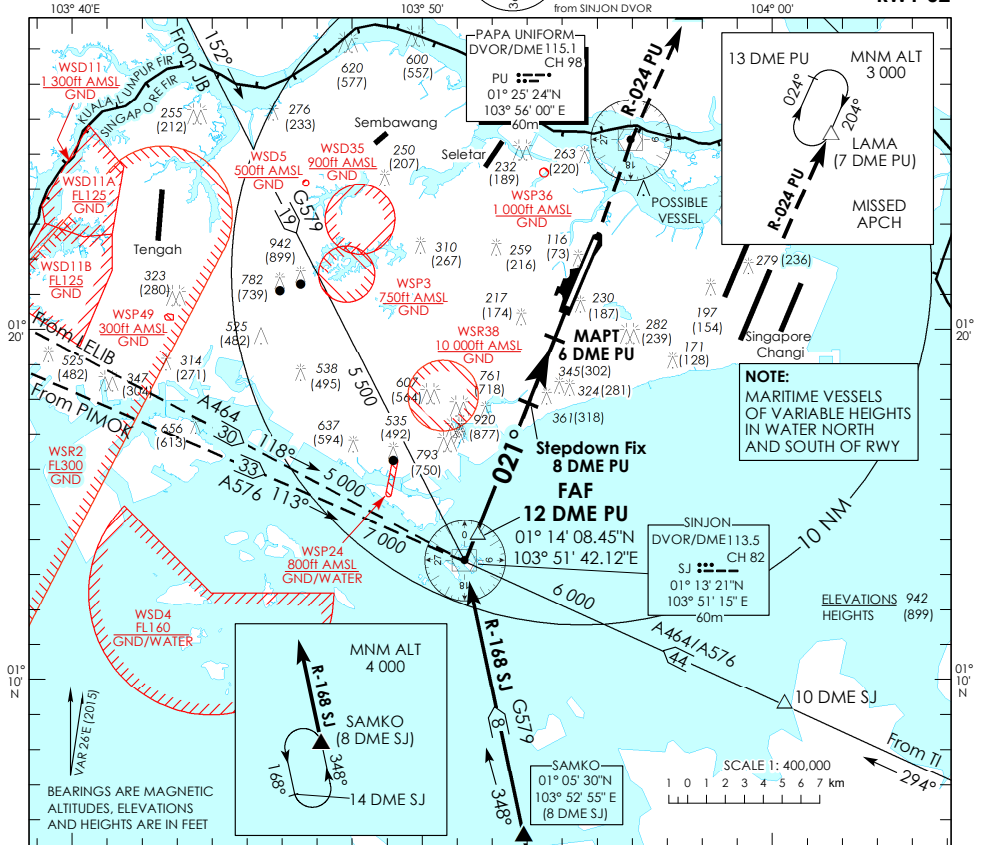 103° 40'E
103° 50'
from SINJON DVOR
104° 00'
From JB
152°
WSD11
1 300ft AMSL
GND
KUALA LUMPUR FIR
SINGAPORE FIR
255
(212)
276
(233)
620
(577)
600
(557)
PAPA UNIFORM
DVOR/DME 115.1
CH 98
PU
01° 25' 24"N
103° 56' 00" E
60m
R-024 PU
13 DME PU
MNM ALT
3 000
024°
204°
LAMA
(7 DME PU)
R-024 PU
MISSED
APCH
Sembawang
Seletar
WSD35
900ft AMSL
GND
WSD5
500ft AMSL
GND
250
(207)
232
(189)
263
(220)
27
9
18
WSD11A
FL125
GND
WSP36
1 000ft AMSL
GND
POSSIBLE
VESSEL
19
G579
Tengah
942
(899)
782
(739)
310
(267)
259
(216)
116
(73)
279 (236)
WSD11B
FL125
GND
323
(280)
WSP3
750ft AMSL
GND
217
(174)
230
(187)
WSP49
300ft AMSL
GND
197
(154)
01°
20'
01°
20'
From LELIB
525
(482)
WSR38
10 000ft AMSL
GND
MAPT
6 DME PU
282
(239)
171
(128)
Singapore
Changi
525
(482)
347
(304)
314
(271)
538
(495)
5 500
607
(564)
761
(718)
345(302)
324(281)
361(318)
NOTE:
MARITIME VESSELS
OF VARIABLE HEIGHTS
IN WATER NORTH
AND SOUTH OF RWY
From PIMOK
A464
30
118°
5 000
656
(613)
637
(594)
535
(492)
920
(877)
793
(750)
021°
Stepdown Fix
8 DME PU
WSR2
FL300
GND
33
A576
113°
7 000
FAF
12 DME PU
01° 14' 08.45"N
103° 51' 42.12"E
10 NM
WSP24
800ft AMSL
GND/WATER
0
27
9
18
SINJON
DVOR/DME 113.5
CH 82
SJ
01° 13' 21"N
103° 51' 15" E
60m
WSD4
FL160
GND/WATER
6 000
ELEVATIONS 942
HEIGHTS (899)
MNM ALT
4 000
R-168 SJ
SAMKO
(8 DME SJ)
348°
168°
14 DME SJ
R-168 SJ
8
G579
348°
A464/A576
44
01°
10'
N
01°
10'
N
10 DME SJ
From TI
294°
VAR 26'E (2015)
SAMKO
01° 05' 30"N
103° 52' 55" E
(8 DME SJ)
SCALE 1: 400,000
1 0 1 2 3 4 5 6 7 km
BEARINGS ARE MAGNETIC
ALTITUDES, ELEVATIONS
AND HEIGHTS ARE IN FEET